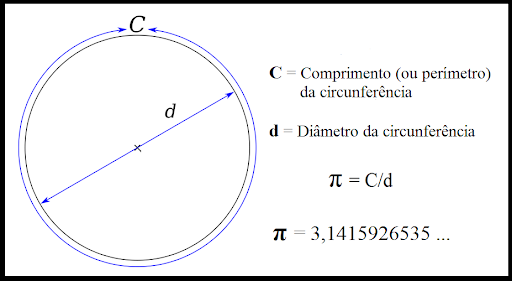 C
d
C = Comprimento (ou perímetro)
da circunferência
d = Diâmetro da circunferência
π = C/d
π = 3,1415926535 ...